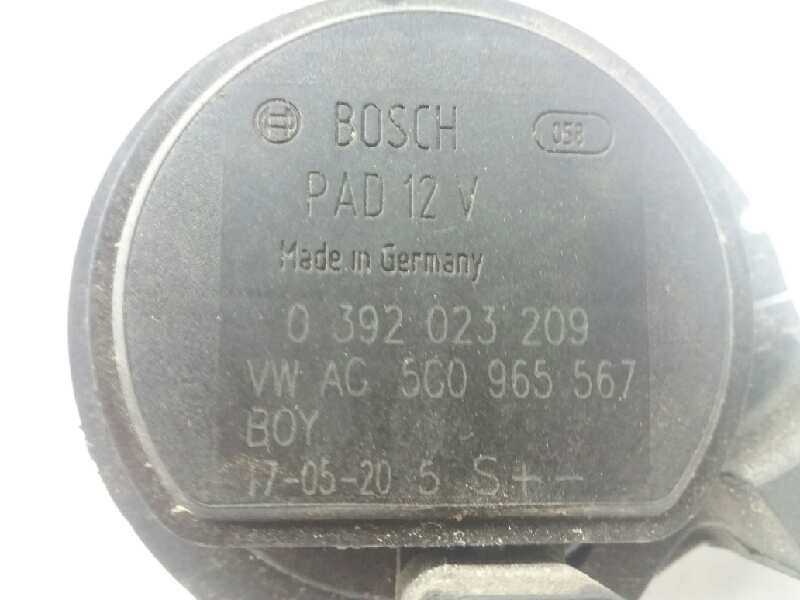 BOSCH 058
PAD 12 V
Made in Germany
0 392 023 209
VW AG 5C0 965 567
BOY
17-05-20 5 S+-